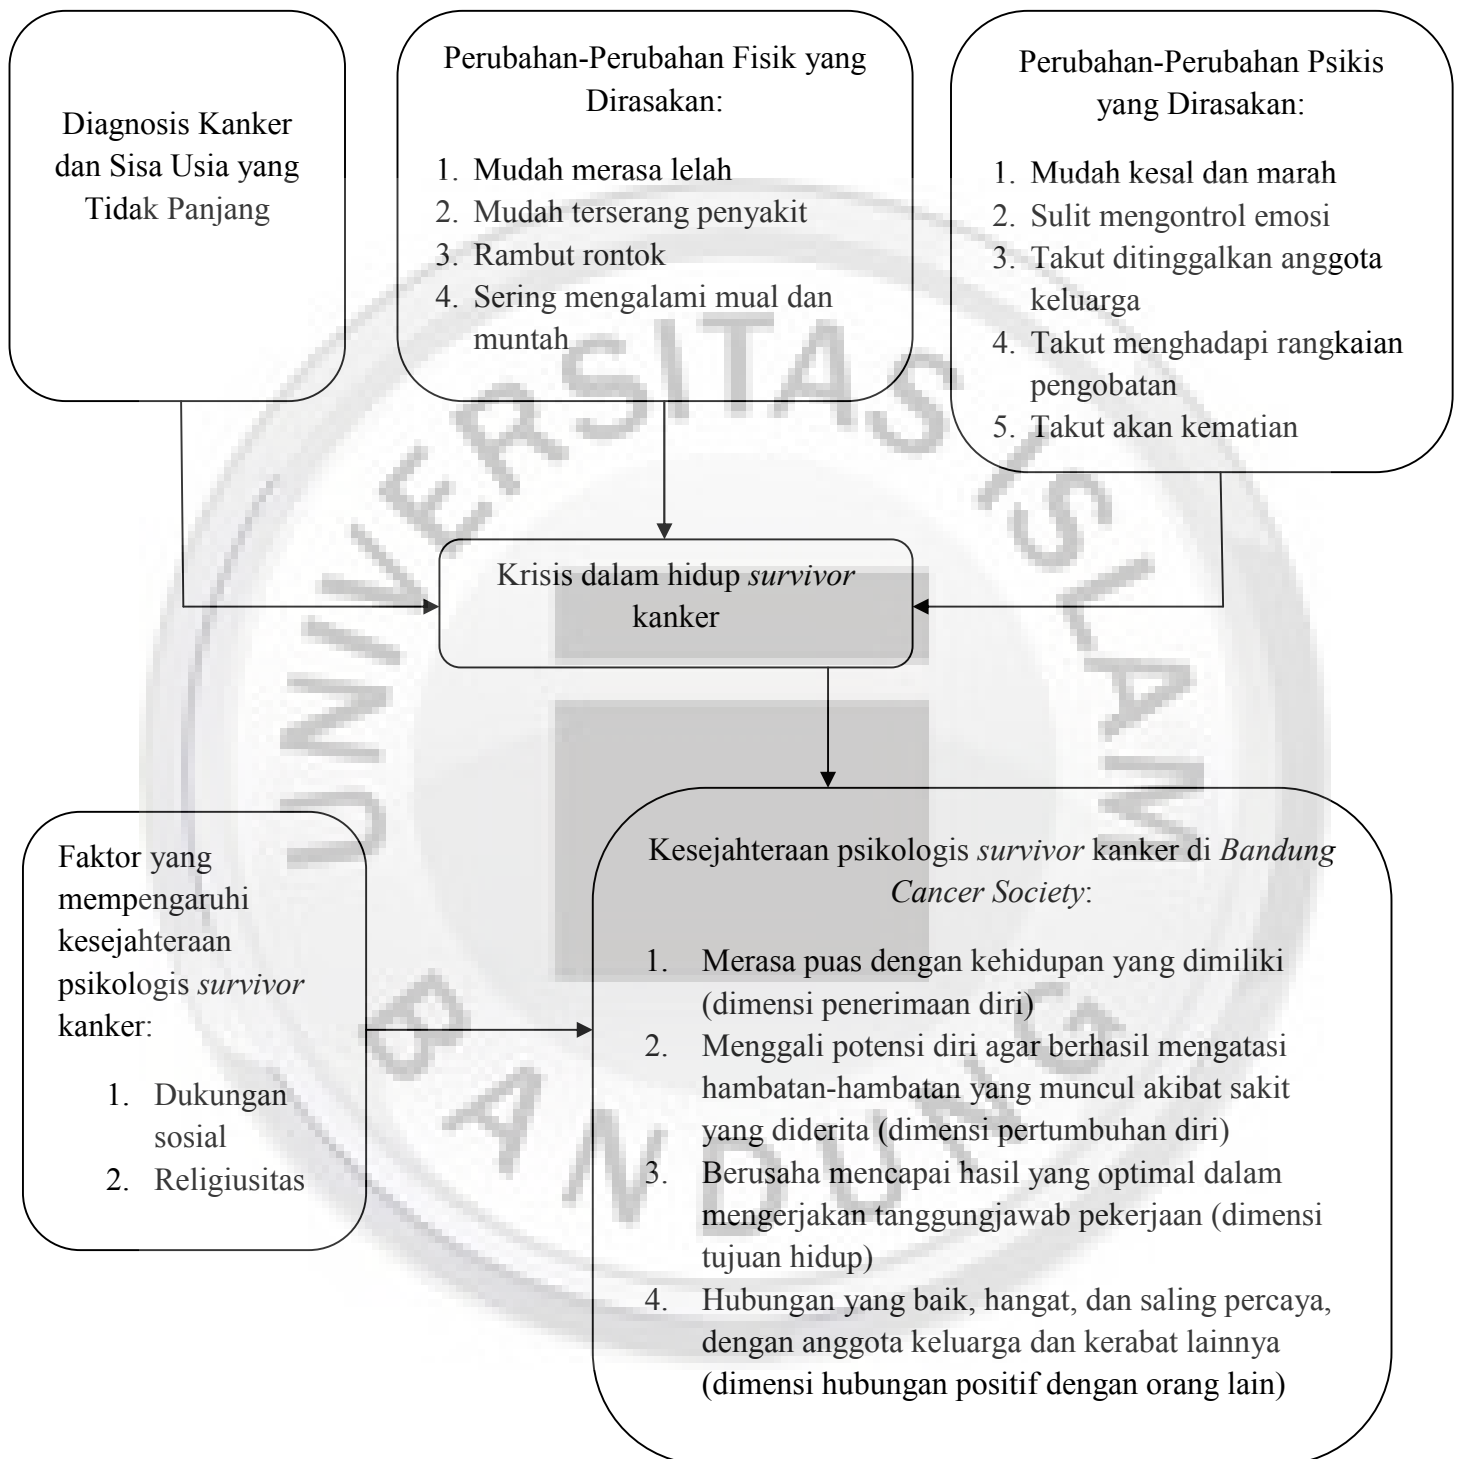 Diagnosis Kanker
dan Sisa Usia yang
Tidak Panjang
Perubahan-Perubahan Fisik yang
Dirasakan:
1. Mudah merasa lelah
2. Mudah terserang penyakit
3. Rambut rontok
4. Sering mengalami mual dan
muntah
Perubahan-Perubahan Psikis
yang Dirasakan:
1. Mudah kesal dan marah
2. Sulit mengontrol emosi
3. Takut ditinggalkan anggota
keluarga
4. Takut menghadapi rangkaian
pengobatan
5. Takut akan kematian
Krisis dalam hidup survivor
kanker
Faktor yang
mempengaruhi
kesejahteraan
psikologis survivor
kanker:
1. Dukungan
sosial
2. Religiusitas
Kesejahteraan psikologis survivor kanker di Bandung
Cancer Society:
1. Merasa puas dengan kehidupan yang dimiliki
(dimensi penerimaan diri)
2. Menggali potensi diri agar berhasil mengatasi
hambatan-hambatan yang muncul akibat sakit
yang diderita (dimensi pertumbuhan diri)
3. Berusaha mencapai hasil yang optimal dalam
mengerjakan tanggungjawab pekerjaan (dimensi
tujuan hidup)
4. Hubungan yang baik, hangat, dan saling percaya,
dengan anggota keluarga dan kerabat lainnya
(dimensi hubungan positif dengan orang lain)
UNIVERSITAS ISLAM
BANDUNG